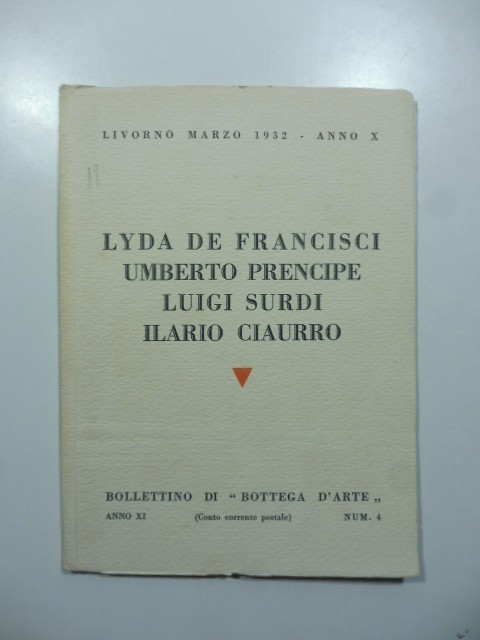 LIVORNO MARZO 1932 - ANNO X
LYDA DE FRANCISCI
UMBERTO PRENCIPE
LUIGI SURDI
ILARIO CIAURRO
BOLLETTINO DI “ BOTTEGA D'ARTE „
ANNO XI (Conto corrente postale) NUM. 4